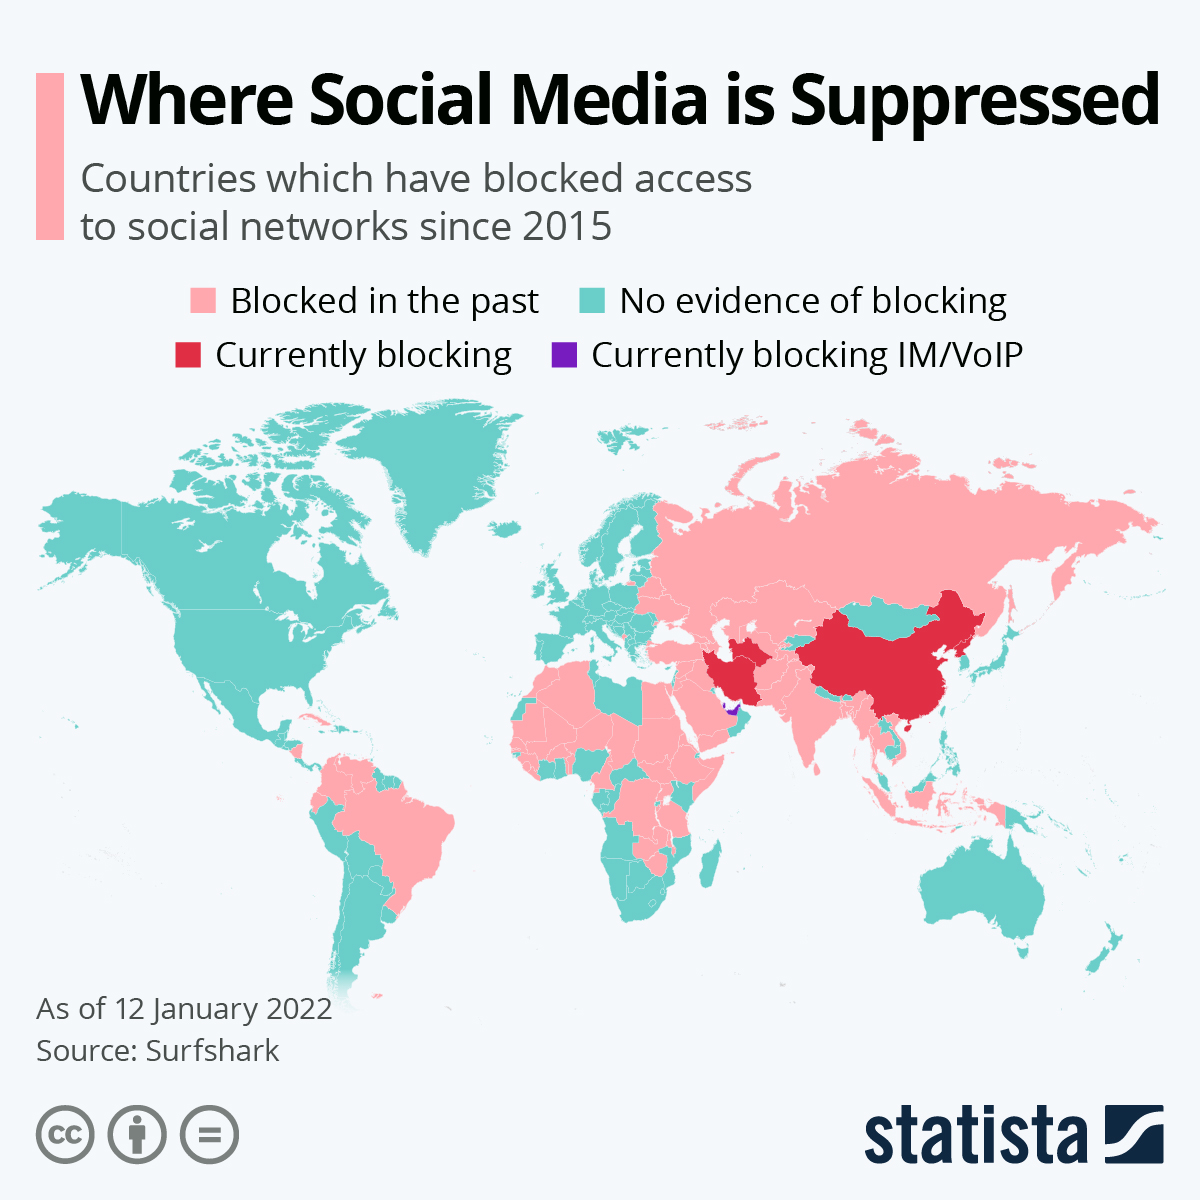 Where Social Media is Suppressed
Countries which have blocked access
to social networks since 2015
Blocked in the past
No evidence of blocking
Currently blocking
Currently blocking IM/VoIP
As of 12 January 2022
Source: Surfshark
cc
statista